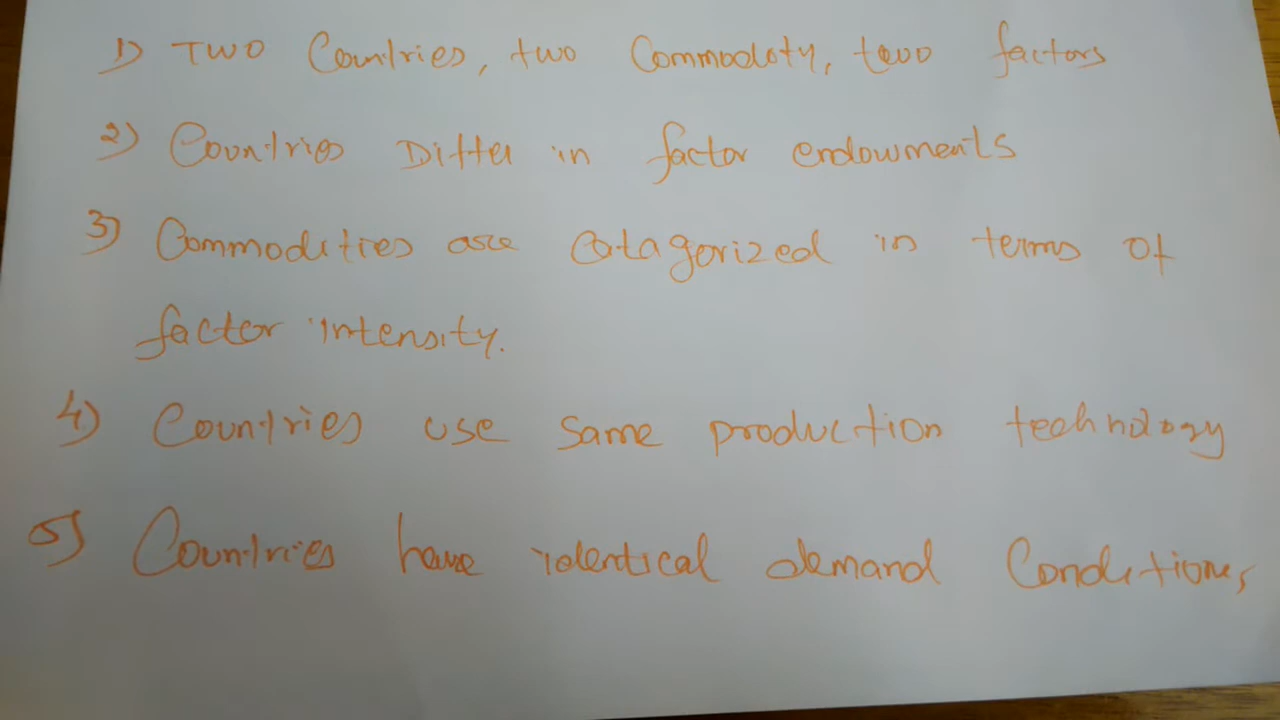 1) TWO Countries, two Commodoty, two factors
2) Countries Differ in factor endowments
3) Commodities are Catagorized in terms of
factor intensity.
4) Countries use same production technology
5) Countries have identical demand Conditions,